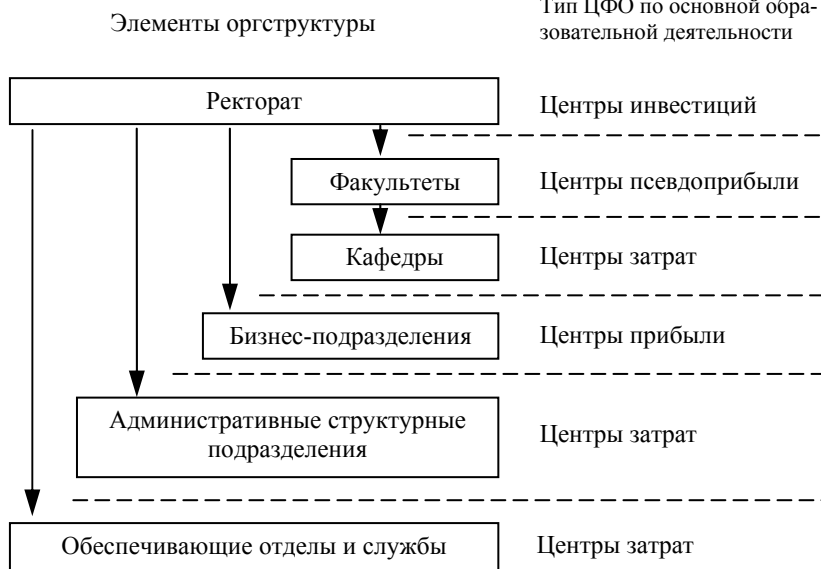 Элементы оргструктуры
Тип ЦФО по основной обра-
зовательной деятельности
Ректорат
Центры инвестиций
Факультеты
Центры псевдоприбыли
Кафедры
Центры затрат
Бизнес-подразделения
Центры прибыли
Административные структурные
подразделения
Центры затрат
Обеспечивающие отделы и службы
Центры затрат